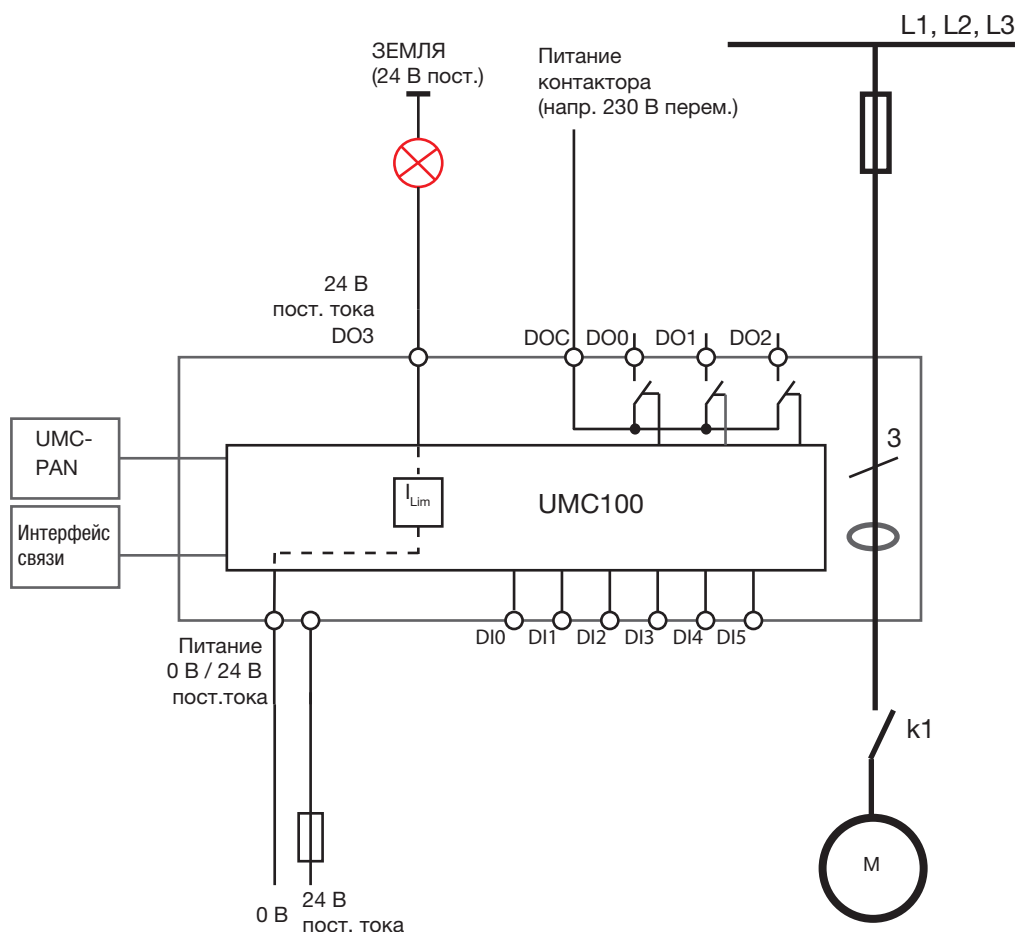 L1, L2, L3
ЗЕМЛЯ
(24 В пост.)
Питание
контактора
(напр. 230 В перем.)
24 В
пост. тока
DO3
DOC
DO0
DO1
DO2
UMC-
PAN
Интерфейс
связи
I Lim
UMC100
3
Питание
0 В / 24 В
пост.тока
DI0
DI1
DI2
DI3
DI4
DI5
k1
M
0 В
24 В
пост. тока